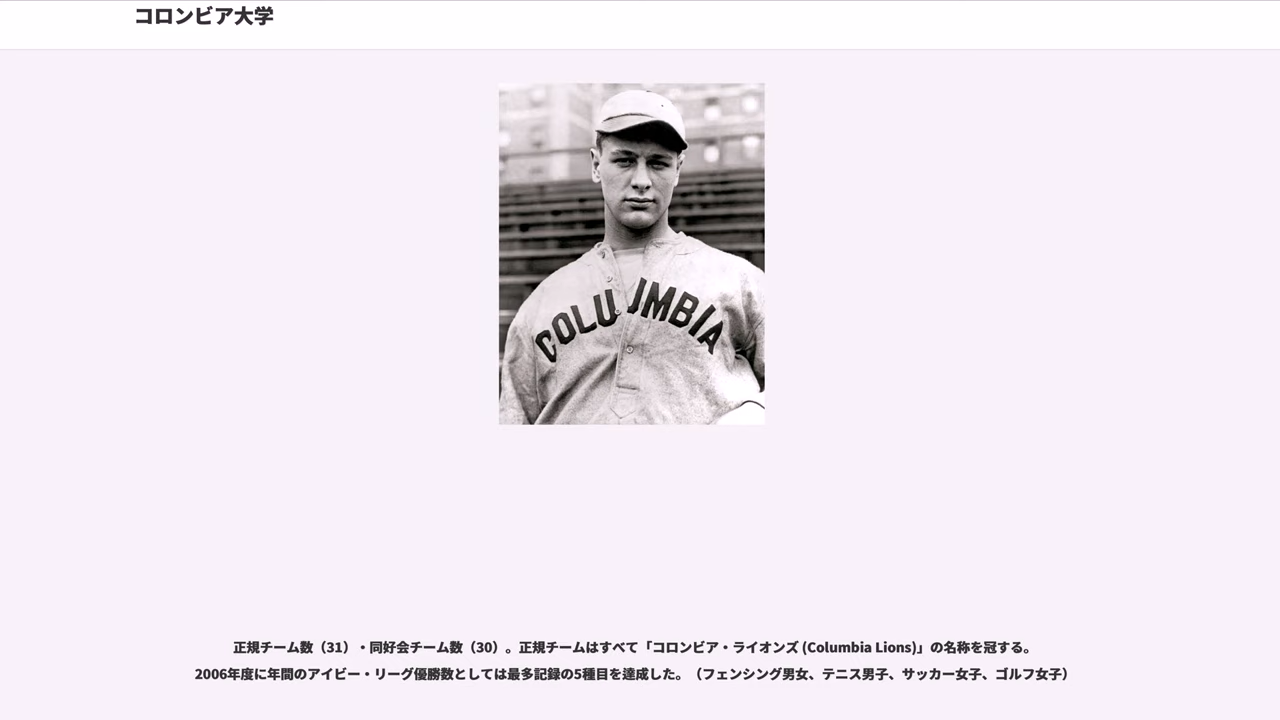 コロンビア大学
COLUMBIA
正規チーム数（31）・同好会チーム数（30）。正規チームはすべて「コロンビア・ライオンズ (Columbia Lions)」の名称を冠する。
2006年度に年間のアイビー・リーグ優勝数としては最多記録の5種目を達成した。（フェンシング男女、テニス男子、サッカー女子、ゴルフ女子）